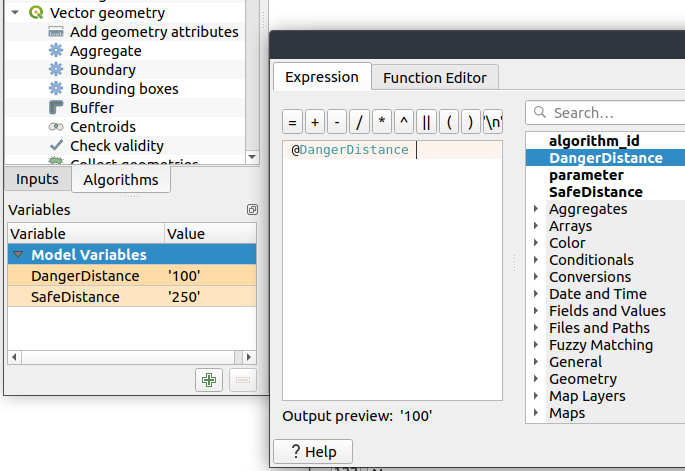 Vector geometry
Add geometry attributes
Aggregate
Boundary
Bounding boxes
Buffer
Centroids
Check validity
Collect geometries
Inputs Algorithms
Variables
Variable Value
Model Variables
DangerDistance '100'
SafeDistance '250'
Expression Function Editor
= + - / * ^ || ( ) '\n'
@DangerDistance
Output preview: '100'
? Help
Search...
algorithm_id
DangerDistance
parameter
SafeDistance
Aggregates
Arrays
Color
Conditionals
Conversions
Date and Time
Fields and Values
Files and Paths
Fuzzy Matching
General
Geometry
Map Layers
Maps